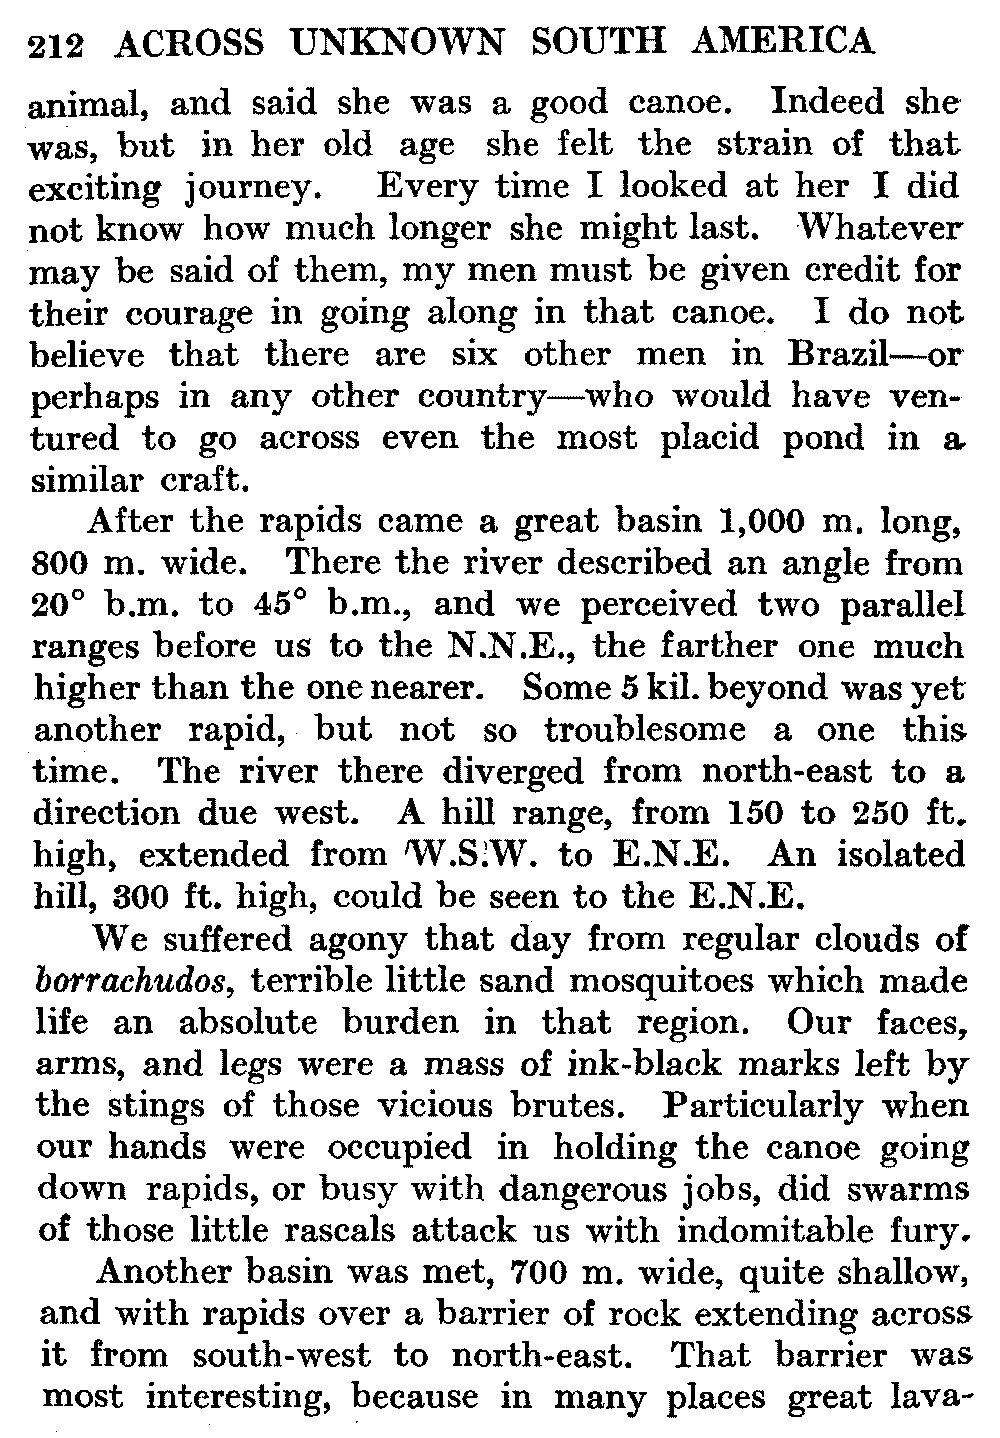 212 ACROSS UNKNOWN SOUTH AMERICA
animal, and said she was a good canoe. Indeed she
was, but in her old age she felt the strain of that
exciting journey. Every time I looked at her I did
not know how much longer she might last. Whatever
may be said of them, my men must be given credit for
their courage in going along in that canoe. I do not
believe that there are six other men in Brazil—or
perhaps in any other country—who would have ven-
tured to go across even the most placid pond in a
similar craft.
After the rapids came a great basin 1,000 m. long,
800 m. wide. There the river described an angle from
20° b.m. to 45° b.m., and we perceived two parallel
ranges before us to the N.N.E., the farther one much
higher than the one nearer. Some 5 kil. beyond was yet
another rapid, but not so troublesome a one this
time. The river there diverged from north-east to a
direction due west. A hill range, from 150 to 250 ft.
high, extended from W.S.W. to E.N.E. An isolated
hill, 300 ft. high, could be seen to the E.N.E.
We suffered agony that day from regular clouds of
borrachudos, terrible little sand mosquitoes which made
life an absolute burden in that region. Our faces,
arms, and legs were a mass of ink-black marks left by
the stings of those vicious brutes. Particularly when
our hands were occupied in holding the canoe going
down rapids, or busy with dangerous jobs, did swarms
of those little rascals attack us with indomitable fury.
Another basin was met, 700 m. wide, quite shallow,
and with rapids over a barrier of rock extending across
it from south-west to north-east. That barrier was
most interesting, because in many places great lava-